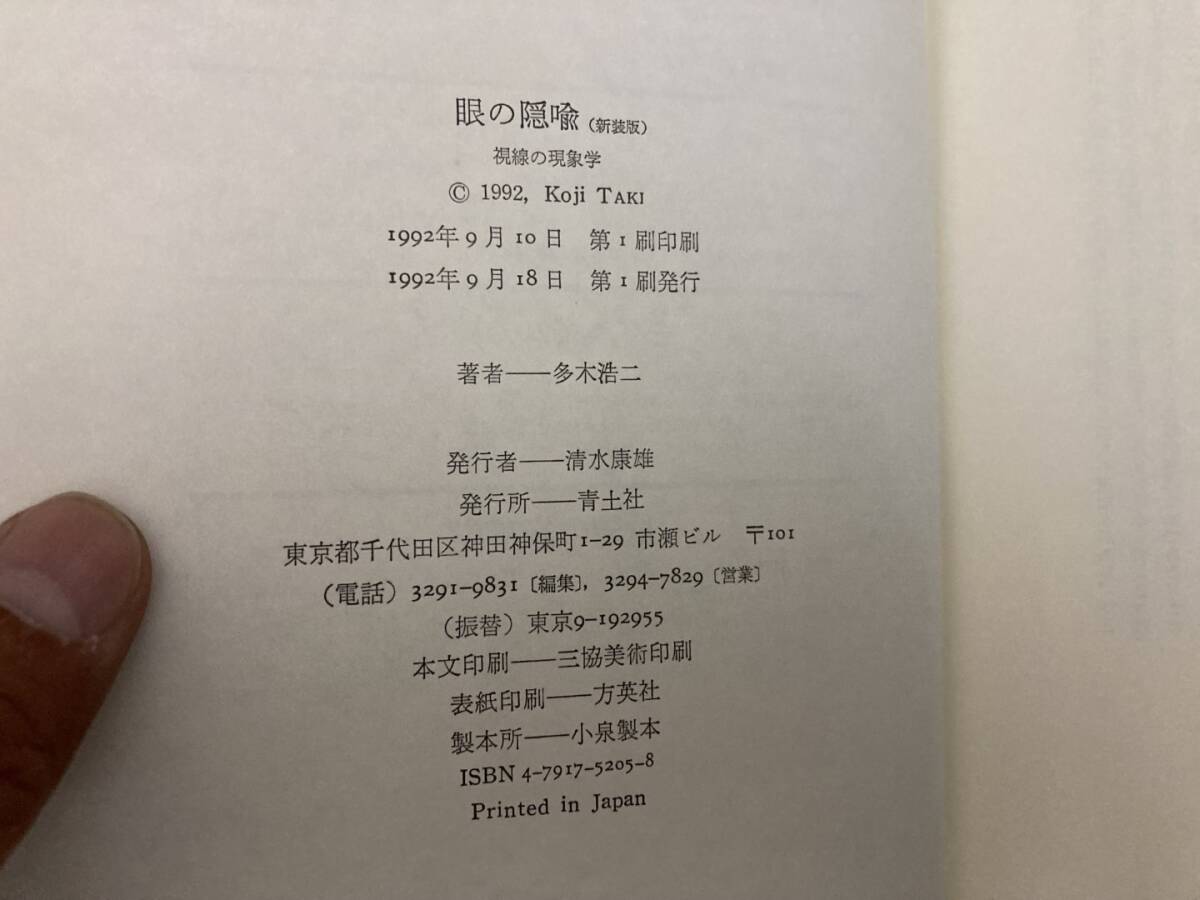 眼の隠喩（新装版）
視線の現象学
© 1992, Koji TAKI
1992年9月10日　第1刷印刷
1992年9月18日　第1刷発行
著者――多木浩二
発行者――清水康雄
発行所――青土社
東京都千代田区神田神保町1-29 市瀬ビル　〒101
（電話）3291-9831〔編集〕, 3294-7829〔営業〕
（振替）東京9-192955
本文印刷――三協美術印刷
表紙印刷――方英社
製本所――小泉製本
ISBN 4-7917-5205-8
Printed in Japan